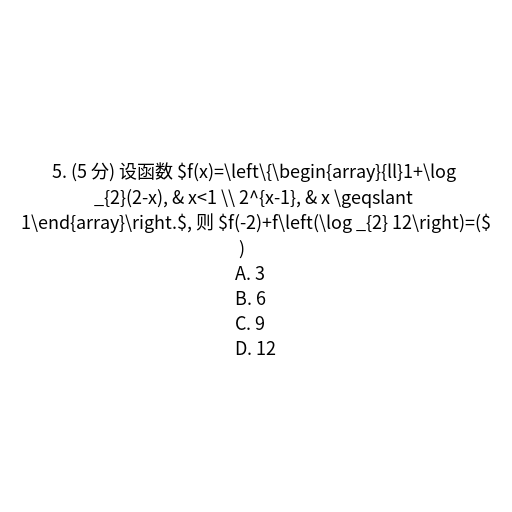 5. (5 分) 设函数 $f(x)=\left\{\begin{array}{ll}1+\log
_{2}(2-x), & x<1 \\ 2^{x-1}, & x \geqslant
1\end{array}\right.$, 则 $f(-2)+f\left(\log _{2} 12\right)=($
)
A. 3
B. 6
C. 9
D. 12